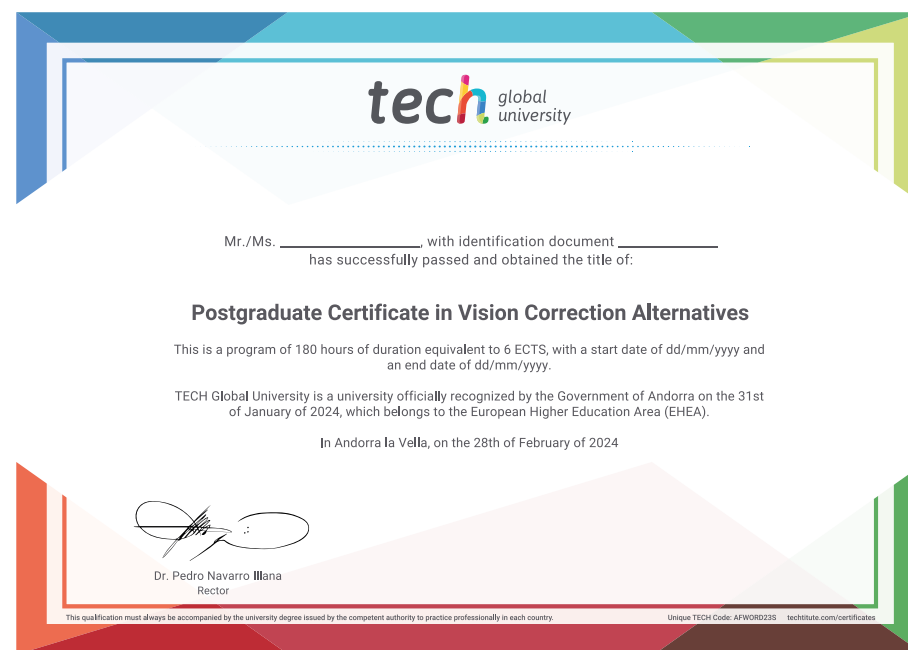 tech global university
Mr./Ms. ____________, with identification document ____________
has successfully passed and obtained the title of:
Postgraduate Certificate in Vision Correction Alternatives
This is a program of 180 hours of duration equivalent to 6 ECTS, with a start date of dd/mm/yyyy and
an end date of dd/mm/yyyy.
TECH Global University is a university officially recognized by the Government of Andorra on the 31st
of January of 2024, which belongs to the European Higher Education Area (EHEA).
In Andorra la Vella, on the 28th of February of 2024
Dr. Pedro Navarro Illana
Rector
This qualification must always be accompanied by the university degree issued by the competent authority to practice professionally in each country.
Unique TECH Code: AFWORD23S techtitute.com/certificates